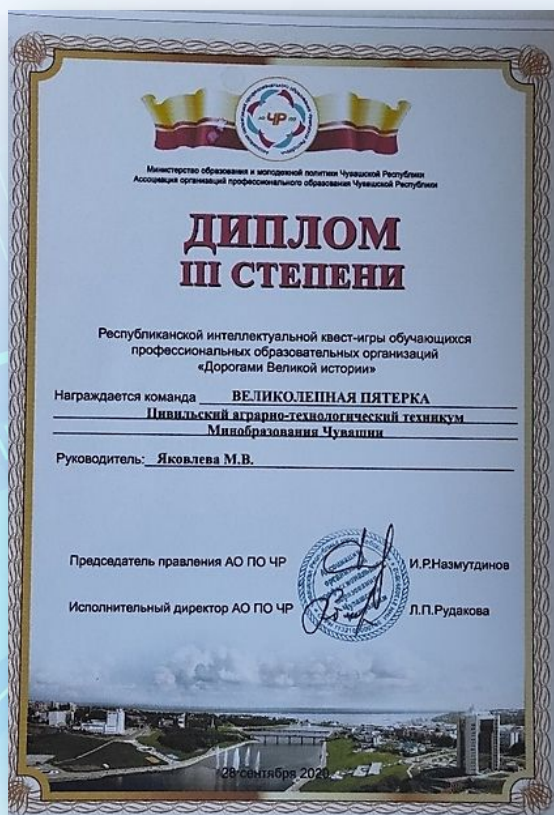 ЧР
Министерство образования и молодежной политики Чувашской Республики
Ассоциация организаций профессионального образования Чувашской Республики
ДИПЛОМ
III СТЕПЕНИ
Республиканской интеллектуальной квест-игры обучающихся
профессиональных образовательных организаций
«Дорогами Великой истории»
Награждается команда ВЕЛИКОЛЕПНАЯ ПЯТЕРКА
Цивильский аграрно-технологический техникум
Минобразования Чувашии
Руководитель: Яковлева М.В.
Председатель правления АО ПО ЧР И.Р.Назмутдинов
Исполнительный директор АО ПО ЧР Л.П.Рудакова
28 сентября 2020